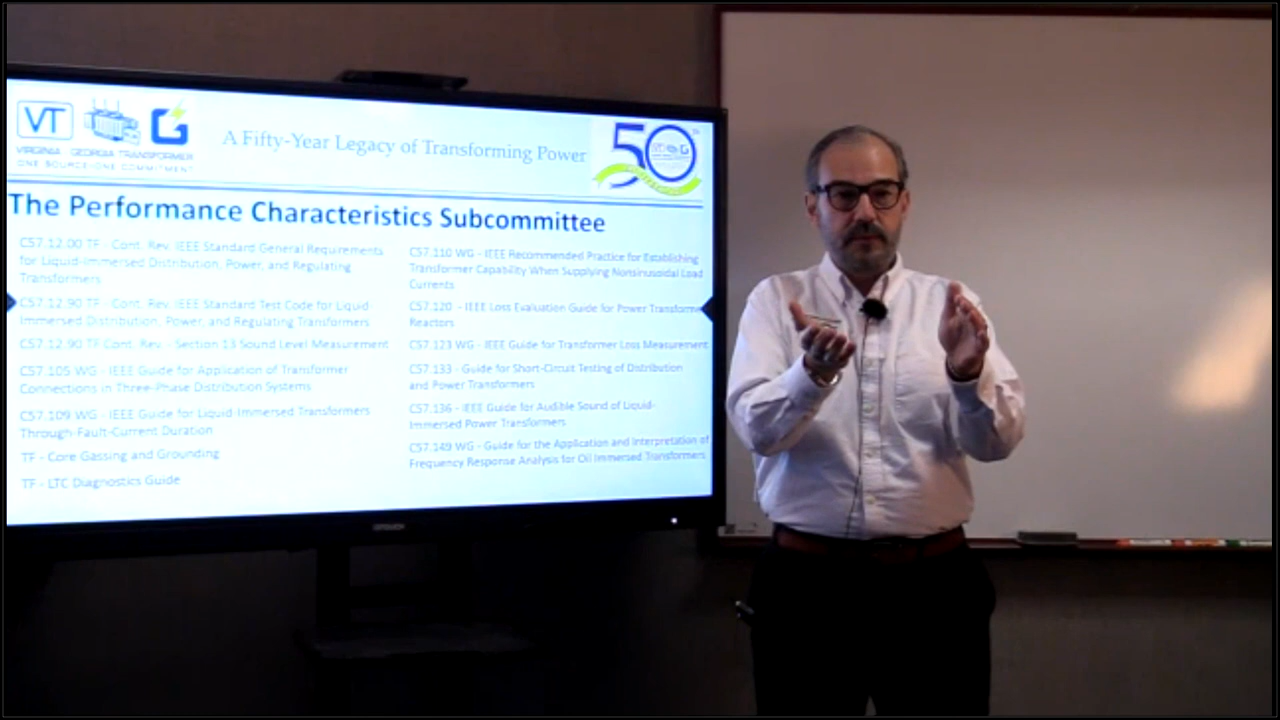 VT
G
VIRGINIA - GEORGIA TRANSFORMER
ONE SOURCE ONE COMMITMENT
A Fifty-Year Legacy of Transforming Power
50
The Performance Characteristics Subcommittee
C57.12.00 TF - Cont. Rev. IEEE Standard General Requirements
for Liquid-Immersed Distribution, Power, and Regulating
Transformers
C57.12.90 TF - Cont. Rev. IEEE Standard Test Code for Liquid-
Immersed Distribution, Power, and Regulating Transformers
C57.12.90 TF Cont. Rev. - Section 13 Sound Level Measurement
C57.105 WG - IEEE Guide for Application of Transformer
Connections in Three-Phase Distribution Systems
C57.109 WG - IEEE Guide for Liquid-Immersed Transformers
Through-Fault-Current Duration
TF - Core Gassing and Grounding
TF - LTC Diagnostics Guide
C57.110 WG - IEEE Recommended Practice for Establishing
Transformer Capability When Supplying Nonsinusoidal Load
Currents
C57.120 - IEEE Loss Evaluation Guide for Power Transforme
Reactors
C57.123 WG - IEEE Guide for Transformer Loss Measurement
C57.133 - Guide for Short-Circuit Testing of Distribution
and Power Transformers
C57.136 - IEEE Guide for Audible Sound of Liquid-
Immersed Power Transformers
C57.149 WG - Guide for the Application and Interpretation of
Frequency Response Analysis for Oil Immersed Transformers